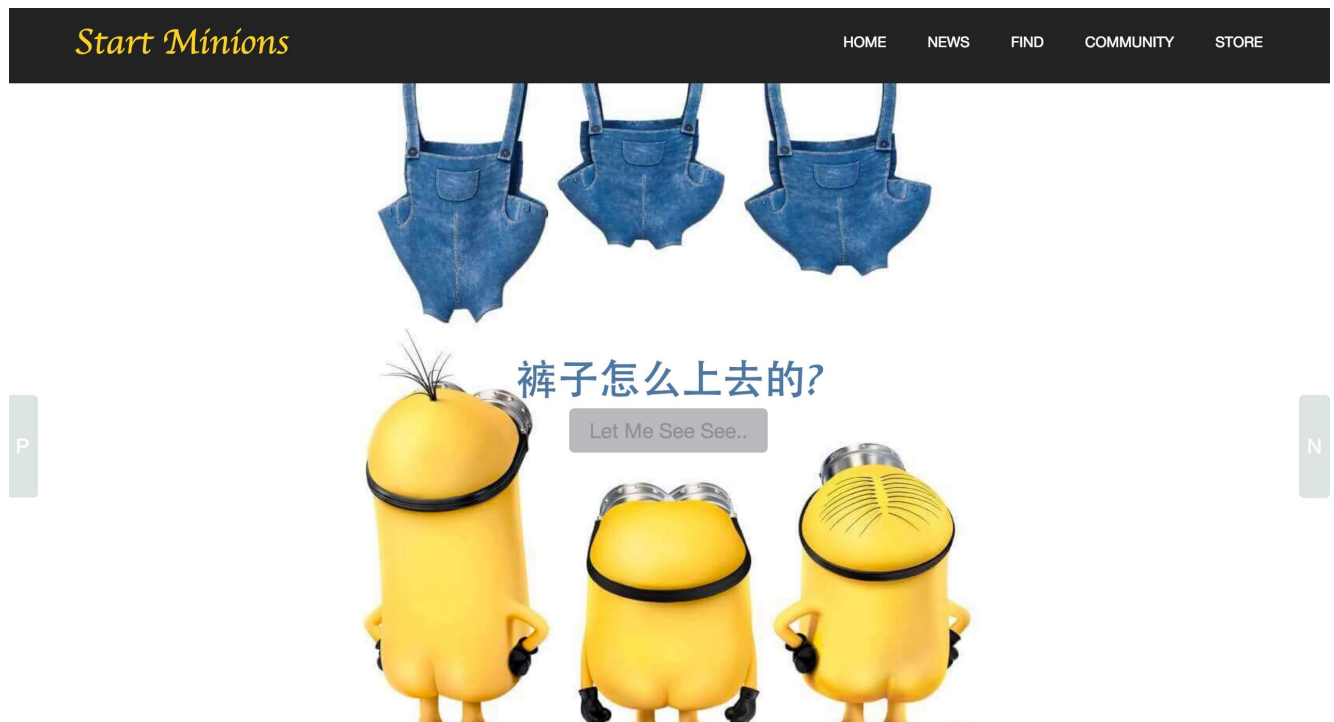 Start Minions
HOME NEWS FIND COMMUNITY STORE
裤子怎么上去的?
Let Me See See..
P
N